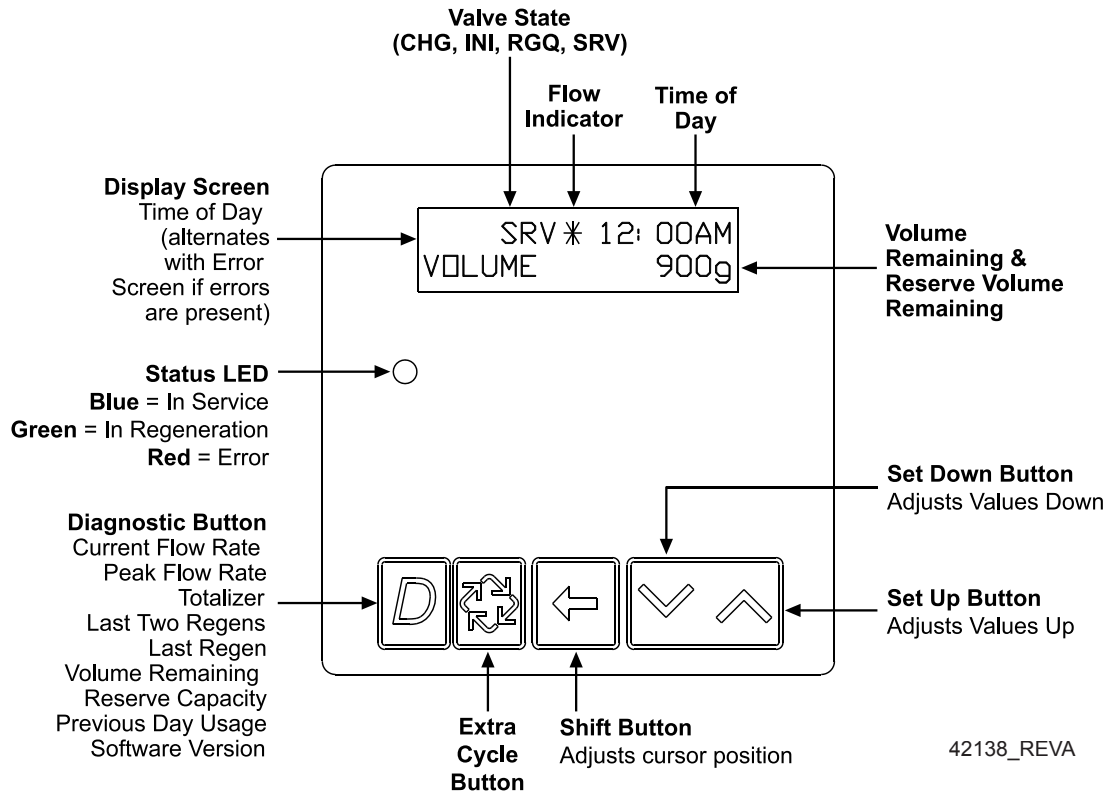 Valve State
(CHG, INI, RGQ, SRV)
Flow
Indicator
Time of
Day
Display Screen
Time of Day
(alternates
with Error
Screen if errors
are present)
SRV* 12: 00AM
VOLUME 900g
Volume
Remaining &
Reserve Volume
Remaining
Status LED
Blue = In Service
Green = In Regeneration
Red = Error
Set Down Button
Adjusts Values Down
Diagnostic Button
Current Flow Rate
Peak Flow Rate
Totalizer
Last Two Regens
Last Regen
Volume Remaining
Reserve Capacity
Previous Day Usage
Software Version
D
Set Up Button
Adjusts Values Up
Extra
Cycle
Button
Shift Button
Adjusts cursor position
42138_REVA